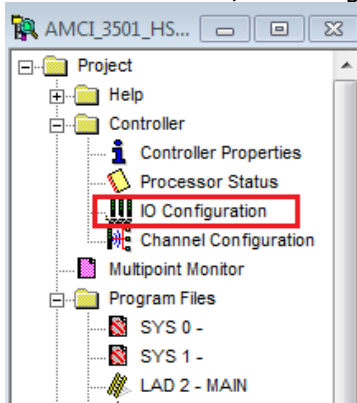 AMCI_3501_HS...
Project
Help
Controller
Controller Properties
Processor Status
IO Configuration
Channel Configuration
Multipoint Monitor
Program Files
SYS 0 -
SYS 1 -
LAD 2 - MAIN